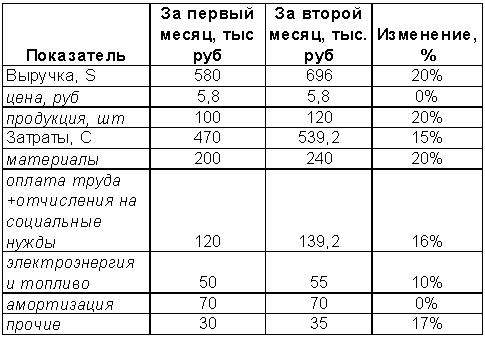 Показатель За первый месяц, тыс руб За второй месяц, тыс. руб Изменение, %
Выручка, S 580 696 20%
цена, руб 5,8 5,8 0%
продукция, шт 100 120 20%
Затраты, С 470 539,2 15%
материалы 200 240 20%
оплата труда
+отчисления на
социальные
нужды 120 139,2 16%
электроэнергия
и топливо 50 55 10%
амортизация 70 70 0%
прочие 30 35 17%